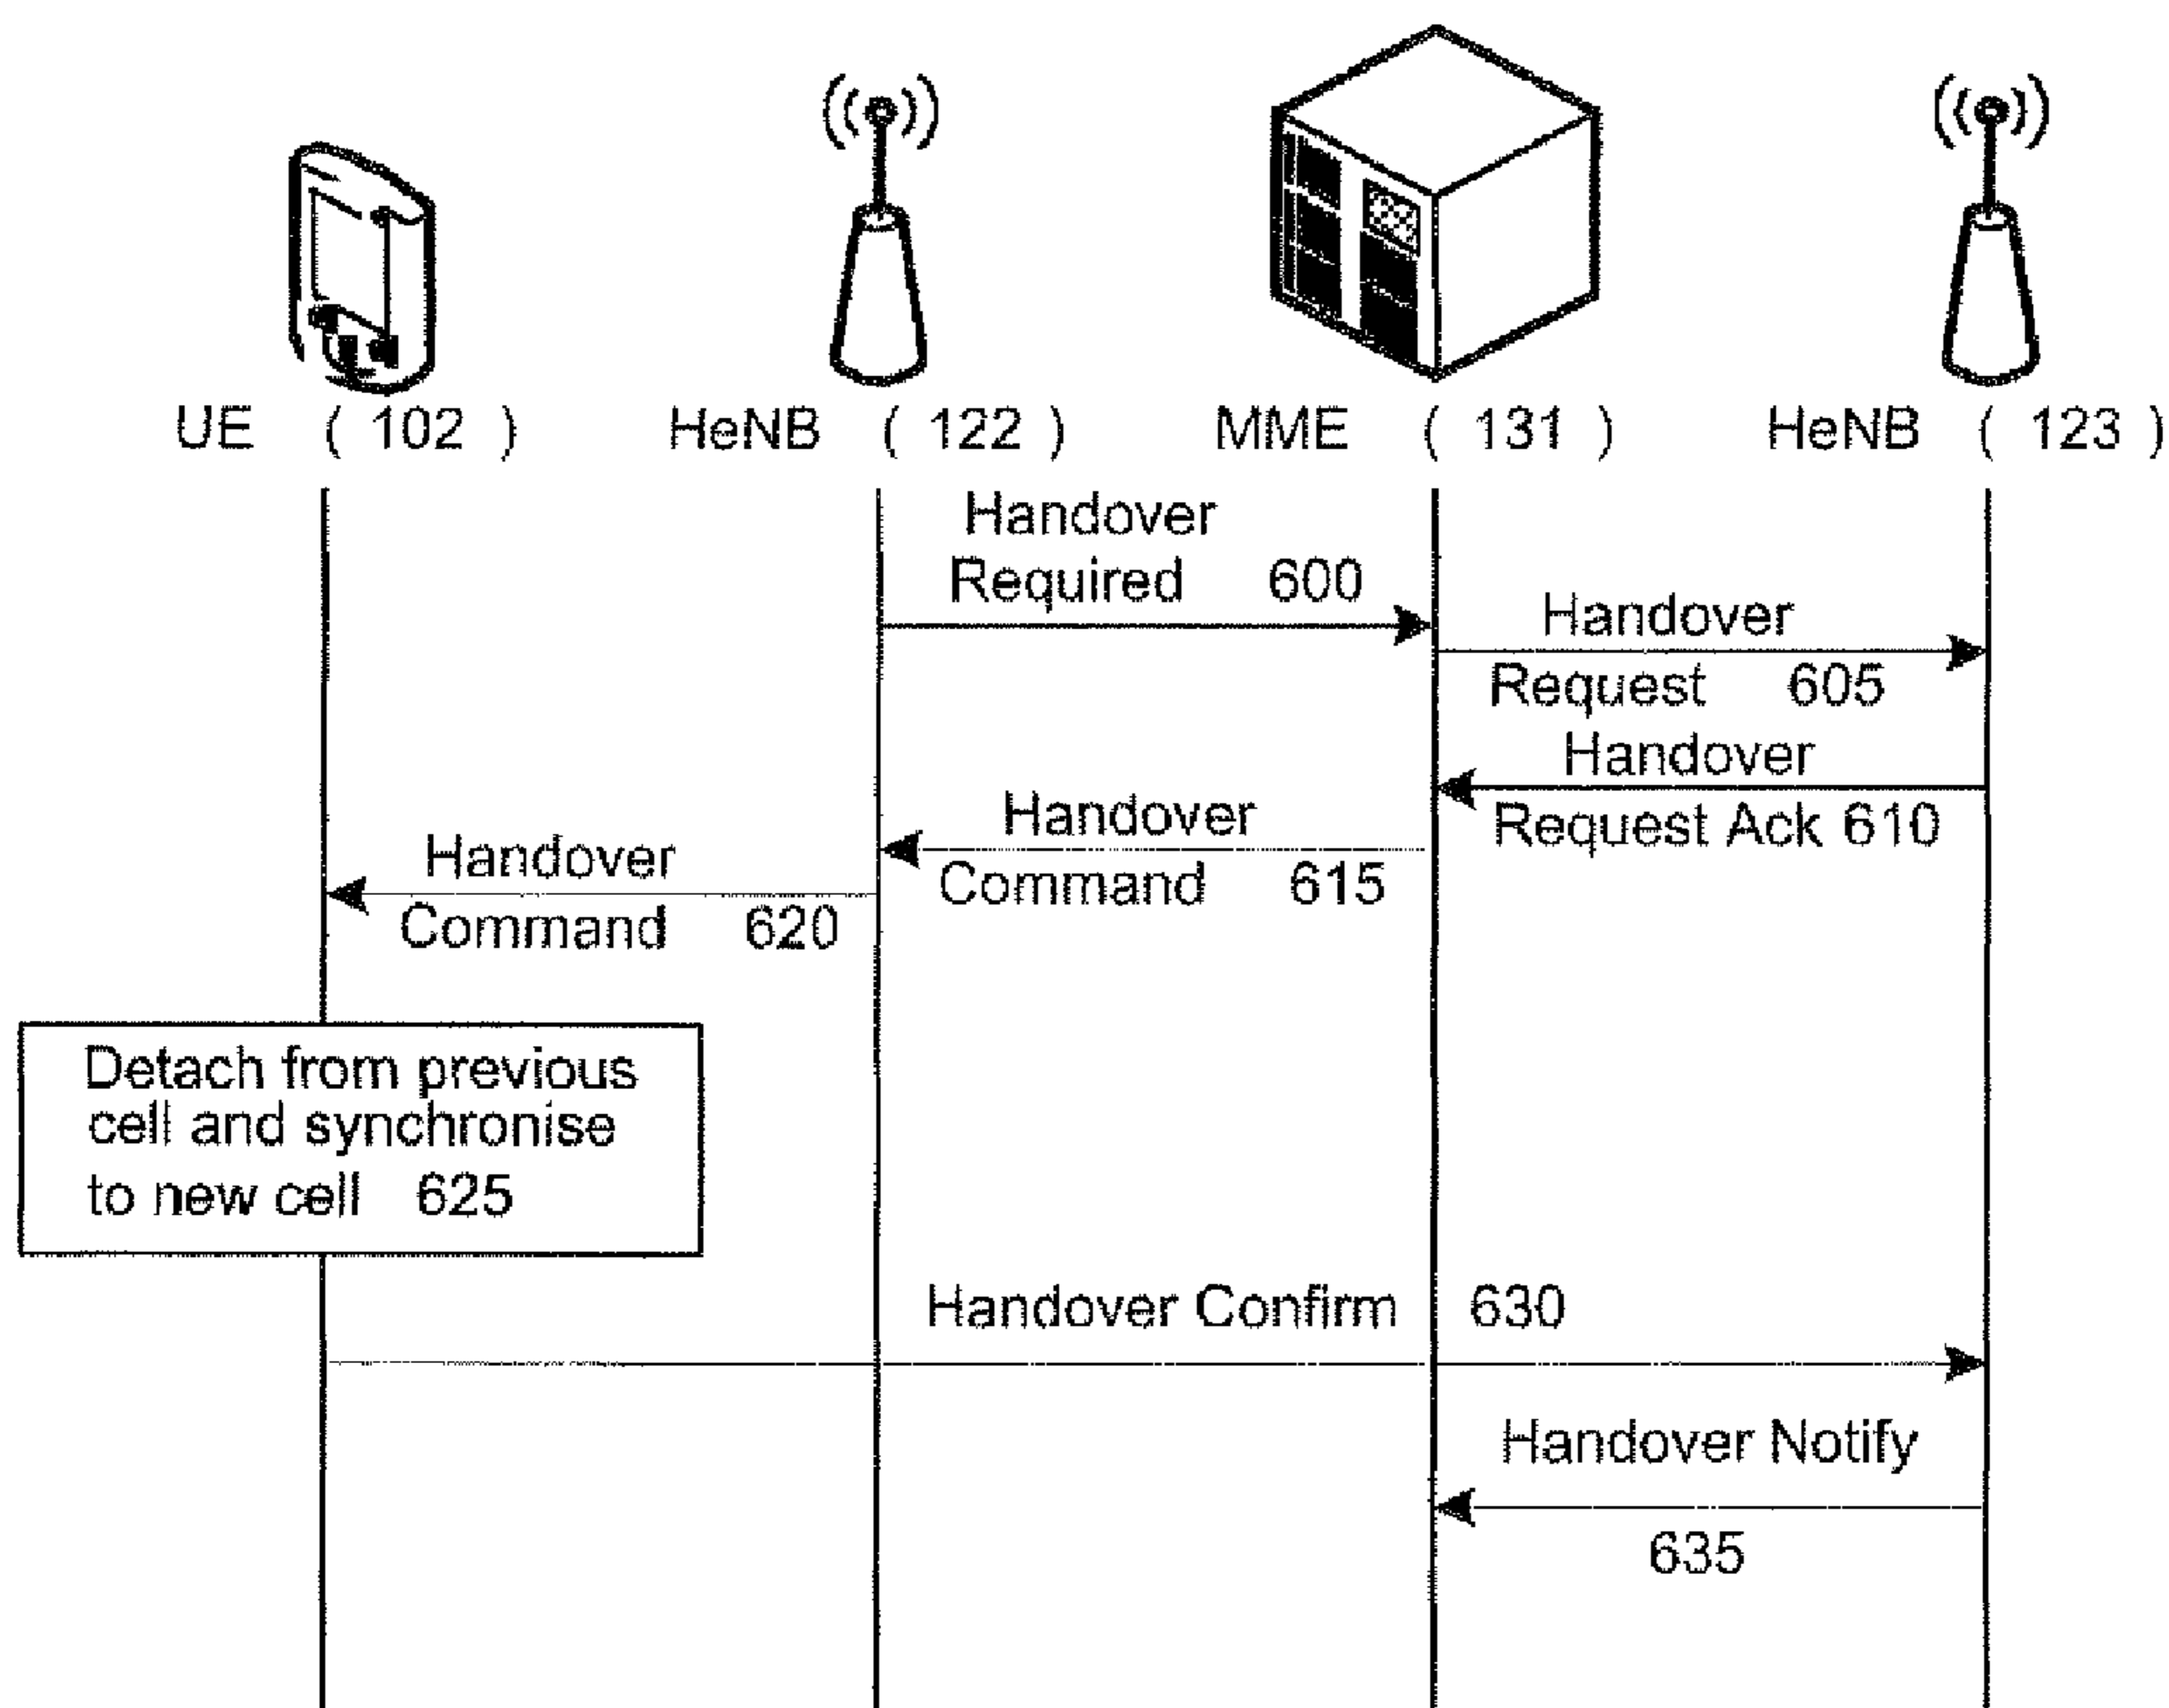 UE ( 102 ) HeNB ( 122 ) MME ( 131 ) HeNB ( 123 )
Handover
Required 600
Handover
Request 605
Handover
Request Ack 610
Handover
Command 615
Handover
Command 620
Detach from previous
cell and synchronise
to new cell 625
Handover Confirm 630
Handover Notify
635